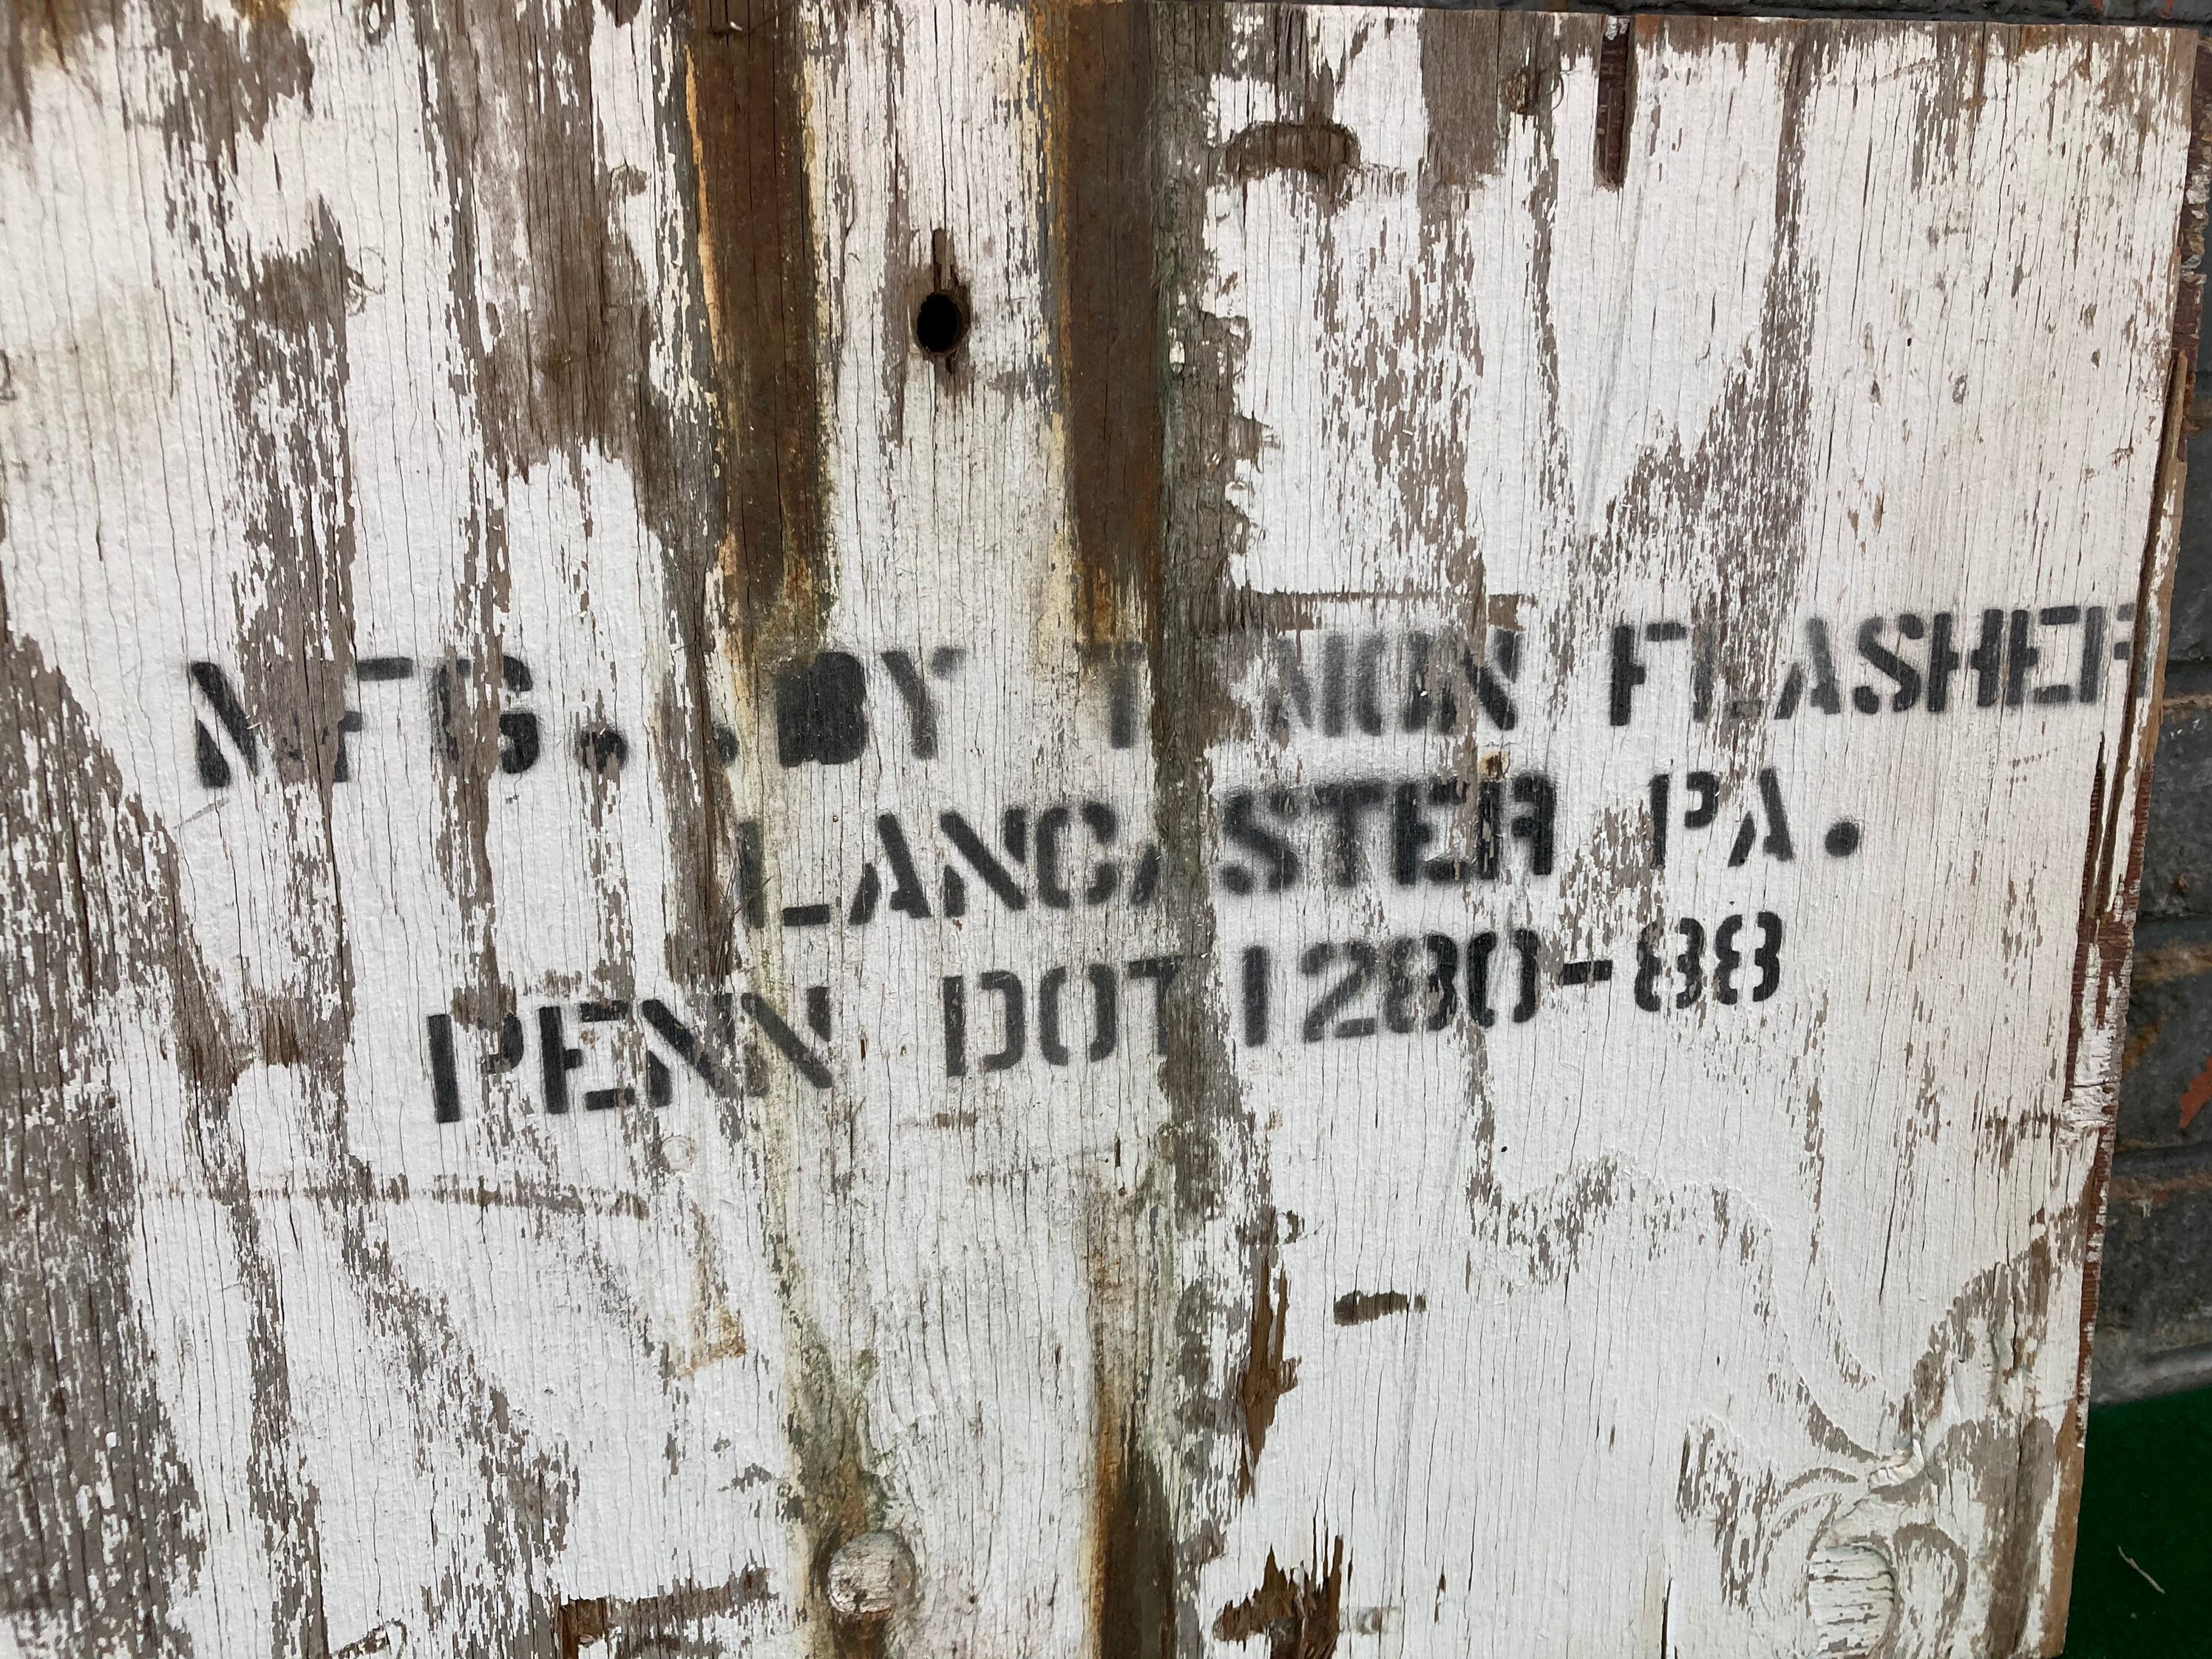 MFG..BY FLASHER
LANCASTER PA.
PENN DOT 1280-88